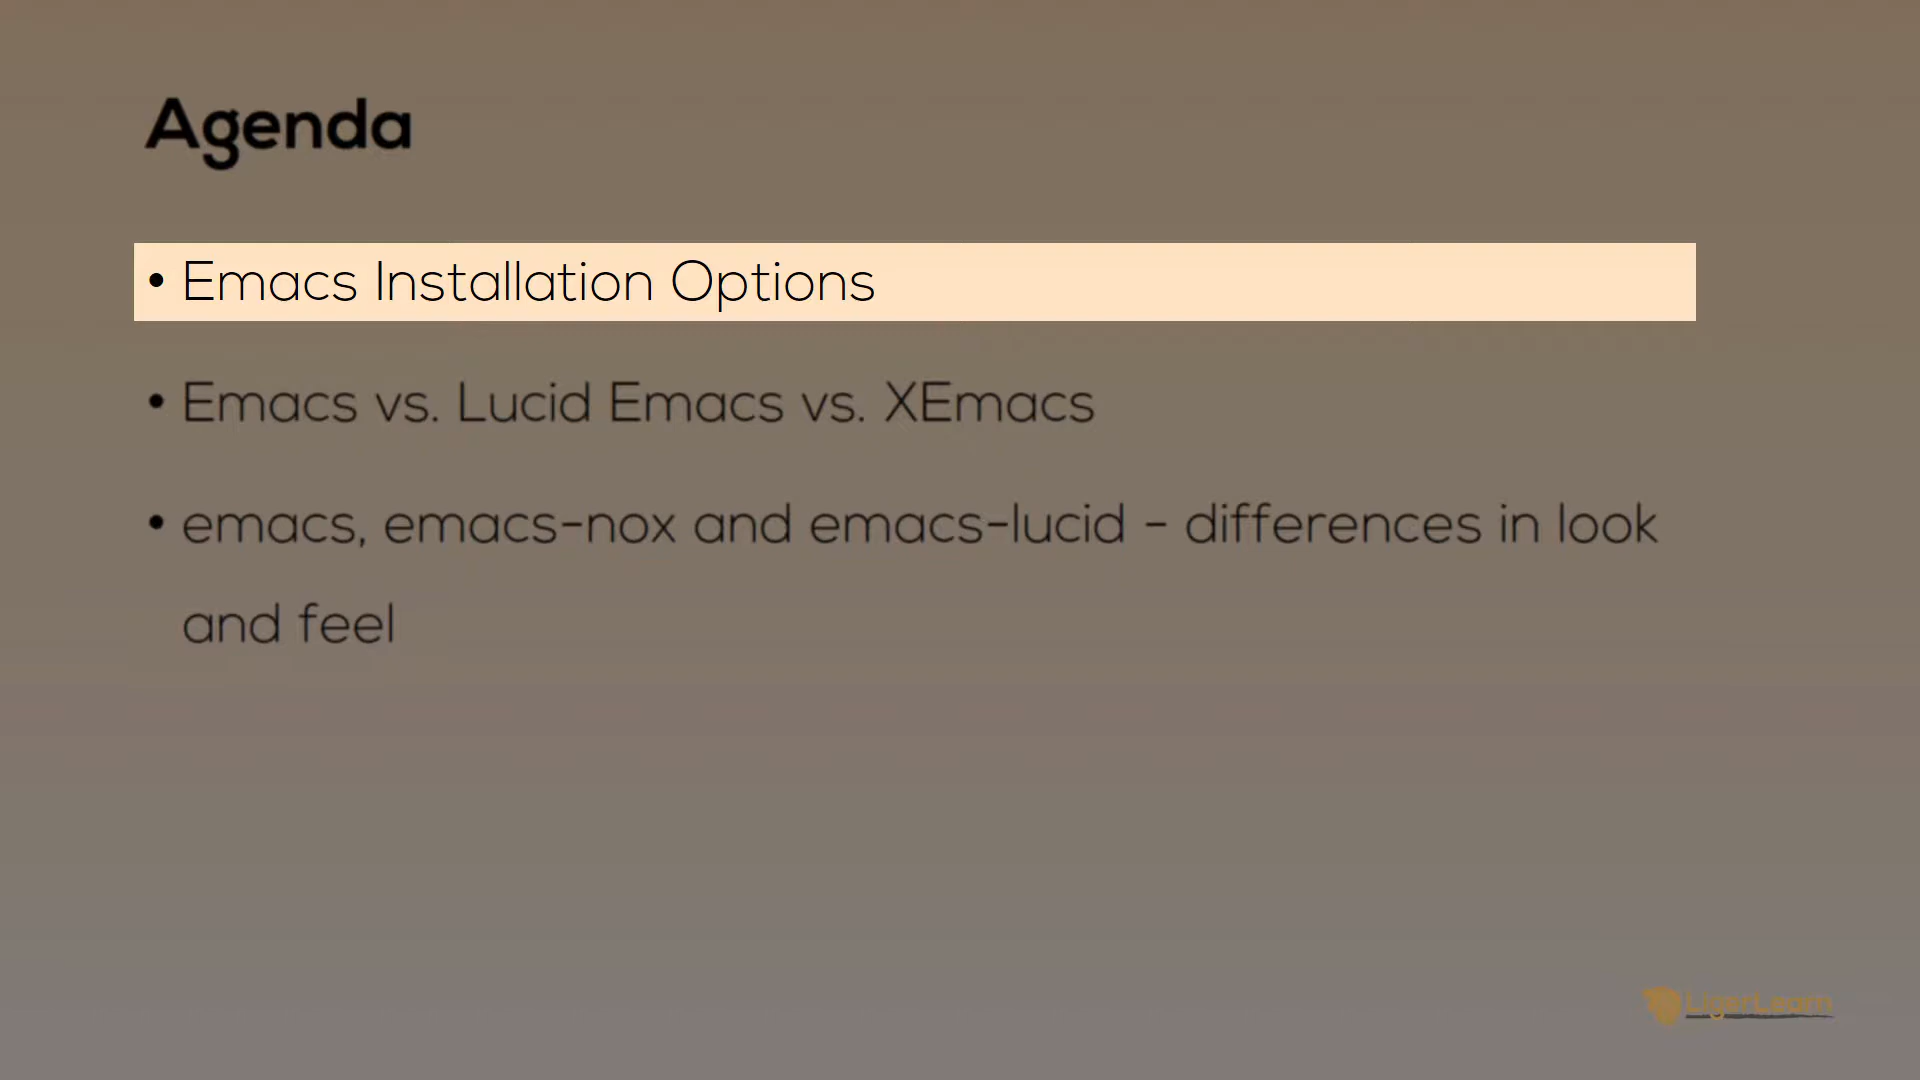 Agenda
• Emacs Installation Options
• Emacs vs. Lucid Emacs vs. XEmacs
• emacs, emacs-nox and emacs-lucid - differences in look
and feel
LigerLearn